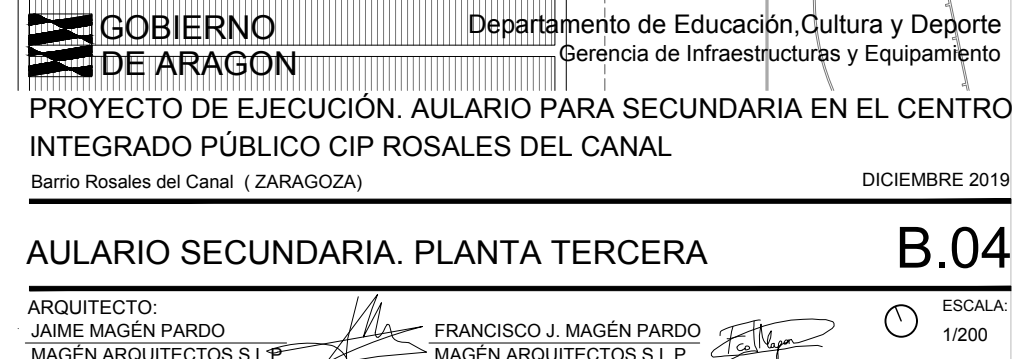 GOBIERNO
DE ARAGON
Departamento de Educación,Cultura y Deporte
Gerencia de Infraestructuras y Equipamiento
PROYECTO DE EJECUCIÓN. AULARIO PARA SECUNDARIA EN EL CENTRO
INTEGRADO PÚBLICO CIP ROSALES DEL CANAL
Barrio Rosales del Canal ( ZARAGOZA)
DICIEMBRE 2019
AULARIO SECUNDARIA. PLANTA TERCERA
B.04
ARQUITECTO:
JAIME MAGÉN PARDO
MAGÉN ARQUITECTOS S.L.P
FRANCISCO J. MAGÉN PARDO
MAGÉN ARQUITECTOS S.L.P
ESCALA:
1/200